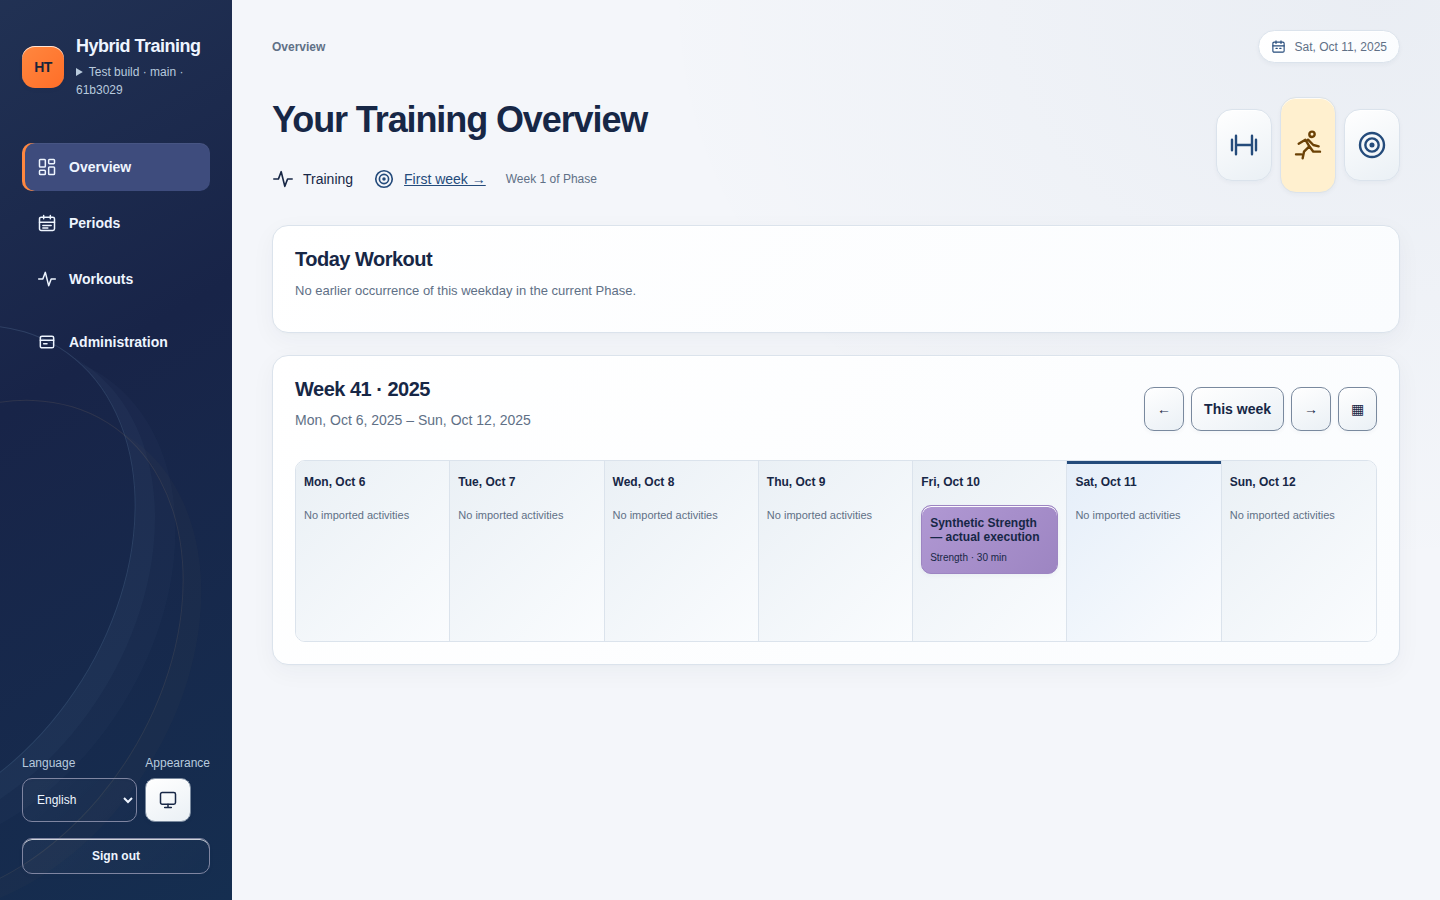 HT
Hybrid Training
Test build · main ·
61b3029
Overview
Periods
Workouts
Administration
Language
Appearance
English
Sign out
Overview
Sat, Oct 11, 2025
Your Training Overview
Training
First week →
Week 1 of Phase
Today Workout
No earlier occurrence of this weekday in the current Phase.
Week 41 · 2025
Mon, Oct 6, 2025 – Sun, Oct 12, 2025
←
This week
→
Mon, Oct 6
No imported activities
Tue, Oct 7
No imported activities
Wed, Oct 8
No imported activities
Thu, Oct 9
No imported activities
Fri, Oct 10
Synthetic Strength
— actual execution
Strength · 30 min
Sat, Oct 11
No imported activities
Sun, Oct 12
No imported activities